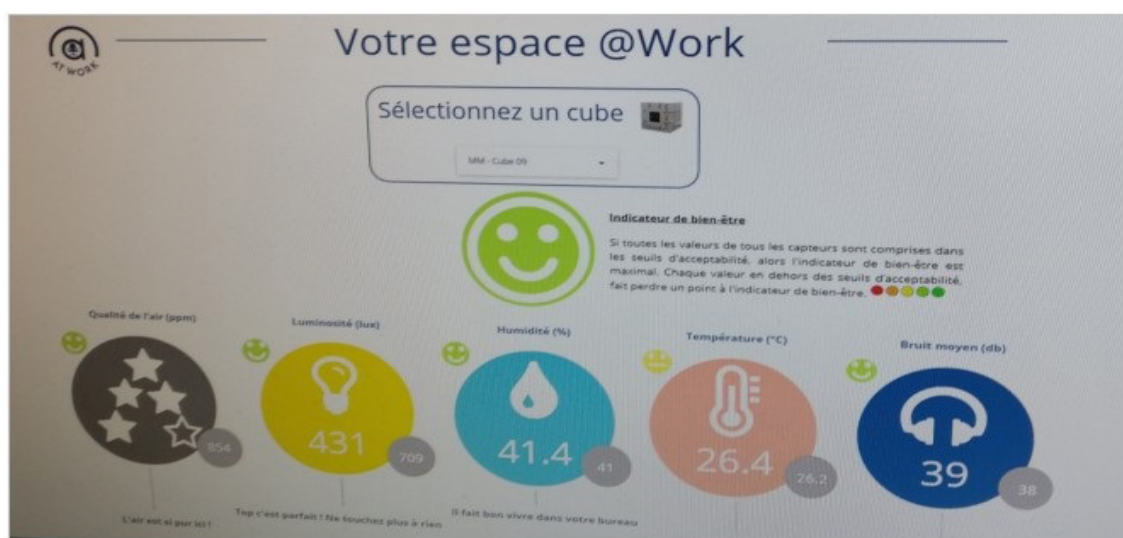 Votre espace @Work
AT WORK
Sélectionnez un cube
MM - Cube 09
Indicateur de bien-être
Si toutes les valeurs de tous les capteurs sont comprises dans
les seuils d'acceptabilité, alors l'indicateur de bien-être est
maximal. Chaque valeur en dehors des seuils d'acceptabilité,
fait perdre un point à l'indicateur de bien-être.
Qualité de l'air (ppm)
854
L'air est si pur ici !
Luminosité (lux)
431
709
Top c'est parfait ! Ne touchez plus à rien
Humidité (%)
41.4
41
Il fait bon vivre dans votre bureau
Température (°C)
26.4
26.2
Bruit moyen (db)
39
38